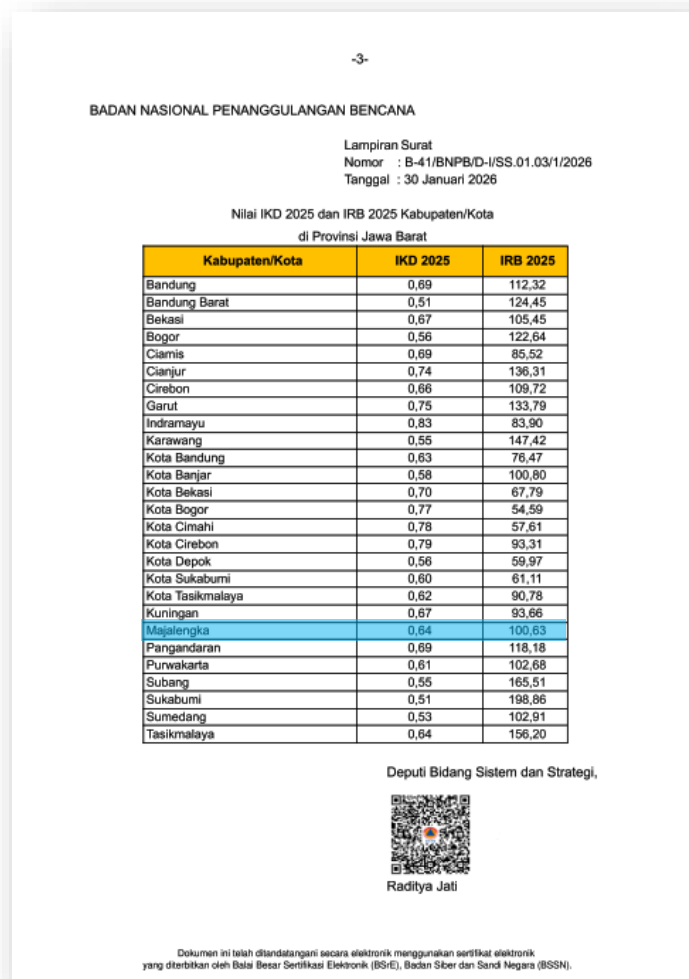 -3-
BADAN NASIONAL PENANGGULANGAN BENCANA
Lampiran Surat
Nomor : B-41/BNPB/D-I/SS.01.03/1/2026
Tanggal : 30 Januari 2026
Nilai IKD 2025 dan IRB 2025 Kabupaten/Kota
di Provinsi Jawa Barat
Kabupaten/Kota IKD 2025 IRB 2025
Bandung 0,69 112,32
Bandung Barat 0,51 124,45
Bekasi 0,67 105,45
Bogor 0,56 122,64
Ciamis 0,69 85,52
Cianjur 0,74 136,31
Cirebon 0,66 109,72
Garut 0,75 133,79
Indramayu 0,83 83,90
Karawang 0,55 147,42
Kota Bandung 0,63 76,47
Kota Banjar 0,58 100,80
Kota Bekasi 0,70 67,79
Kota Bogor 0,77 54,59
Kota Cimahi 0,78 57,61
Kota Cirebon 0,79 93,31
Kota Depok 0,56 59,97
Kota Sukabumi 0,60 61,11
Kota Tasikmalaya 0,62 90,78
Kuningan 0,67 93,66
Majalengka 0,64 100,63
Pangandaran 0,69 118,18
Purwakarta 0,61 102,68
Subang 0,55 165,51
Sukabumi 0,51 198,86
Sumedang 0,53 102,91
Tasikmalaya 0,64 156,20
Deputi Bidang Sistem dan Strategi,
Raditya Jati
Dokumen ini telah ditandatangani secara elektronik menggunakan sertifikat elektronik
yang diterbitkan oleh Balai Besar Sertifikasi Elektronik (BSrE), Badan Siber dan Sandi Negara (BSSN).